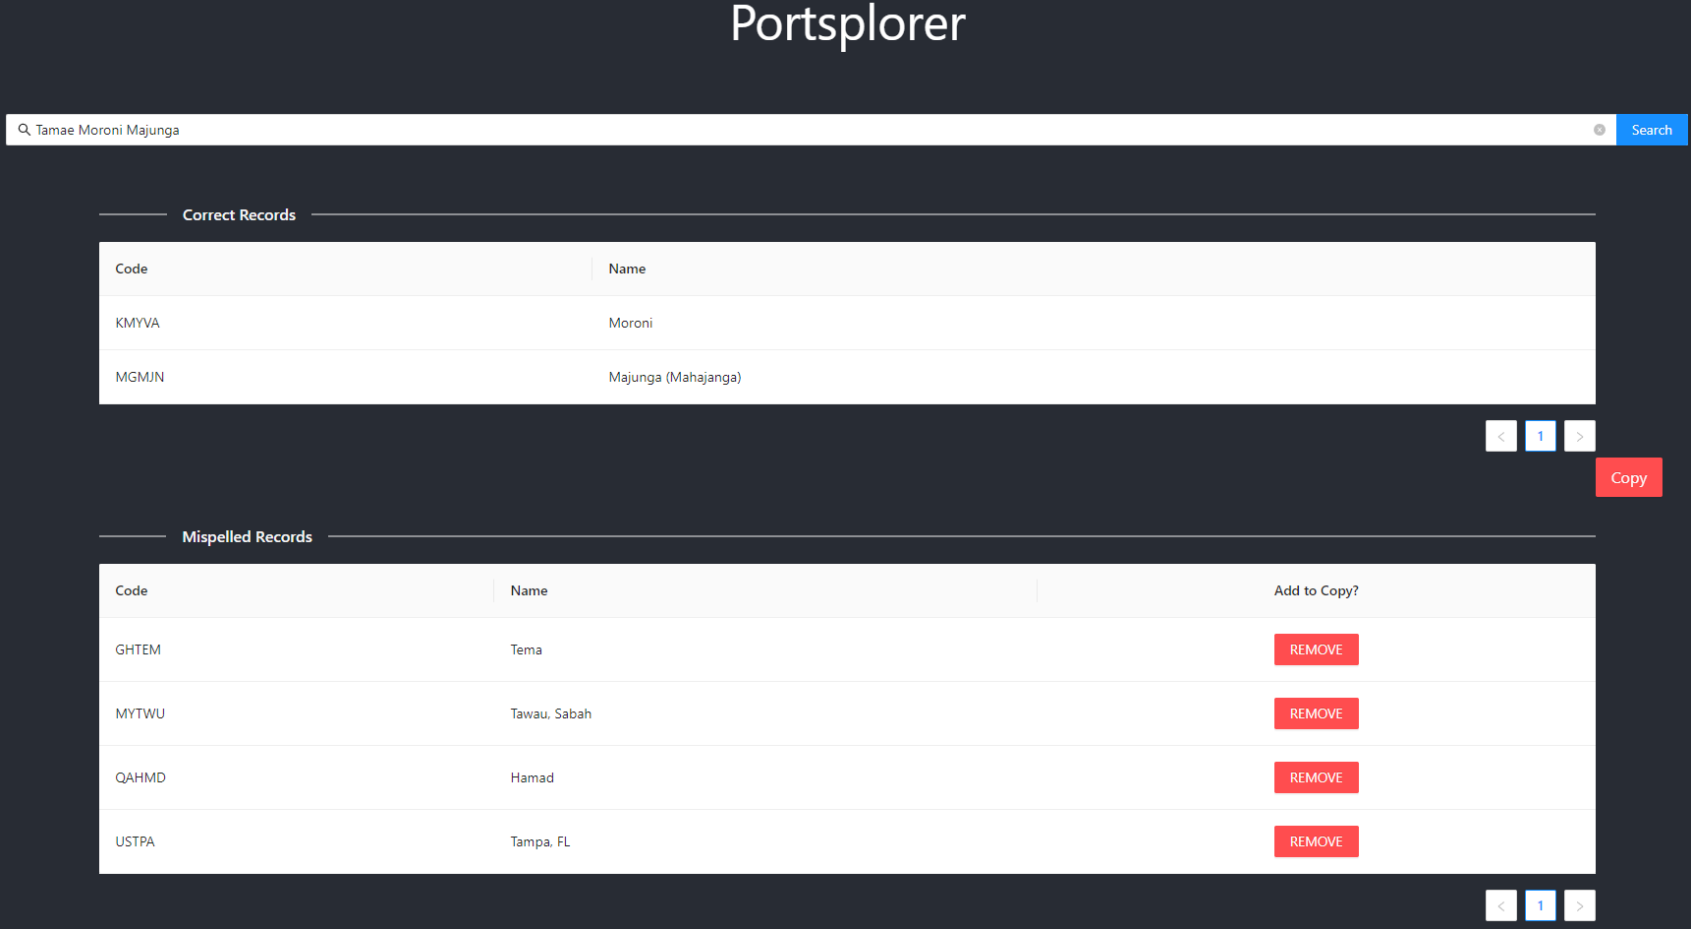 Portsplorer
Tamae Moroni Majunga
Search
Correct Records
Code Name
KMYVA Moroni
MGMJN Majunga (Mahajanga)
< 1 >
Copy
Mispelled Records
Code Name Add to Copy?
GHTEM Tema REMOVE
MYTWU Tawau, Sabah REMOVE
QAHMD Hamad REMOVE
USTPA Tampa, FL REMOVE
< 1 >